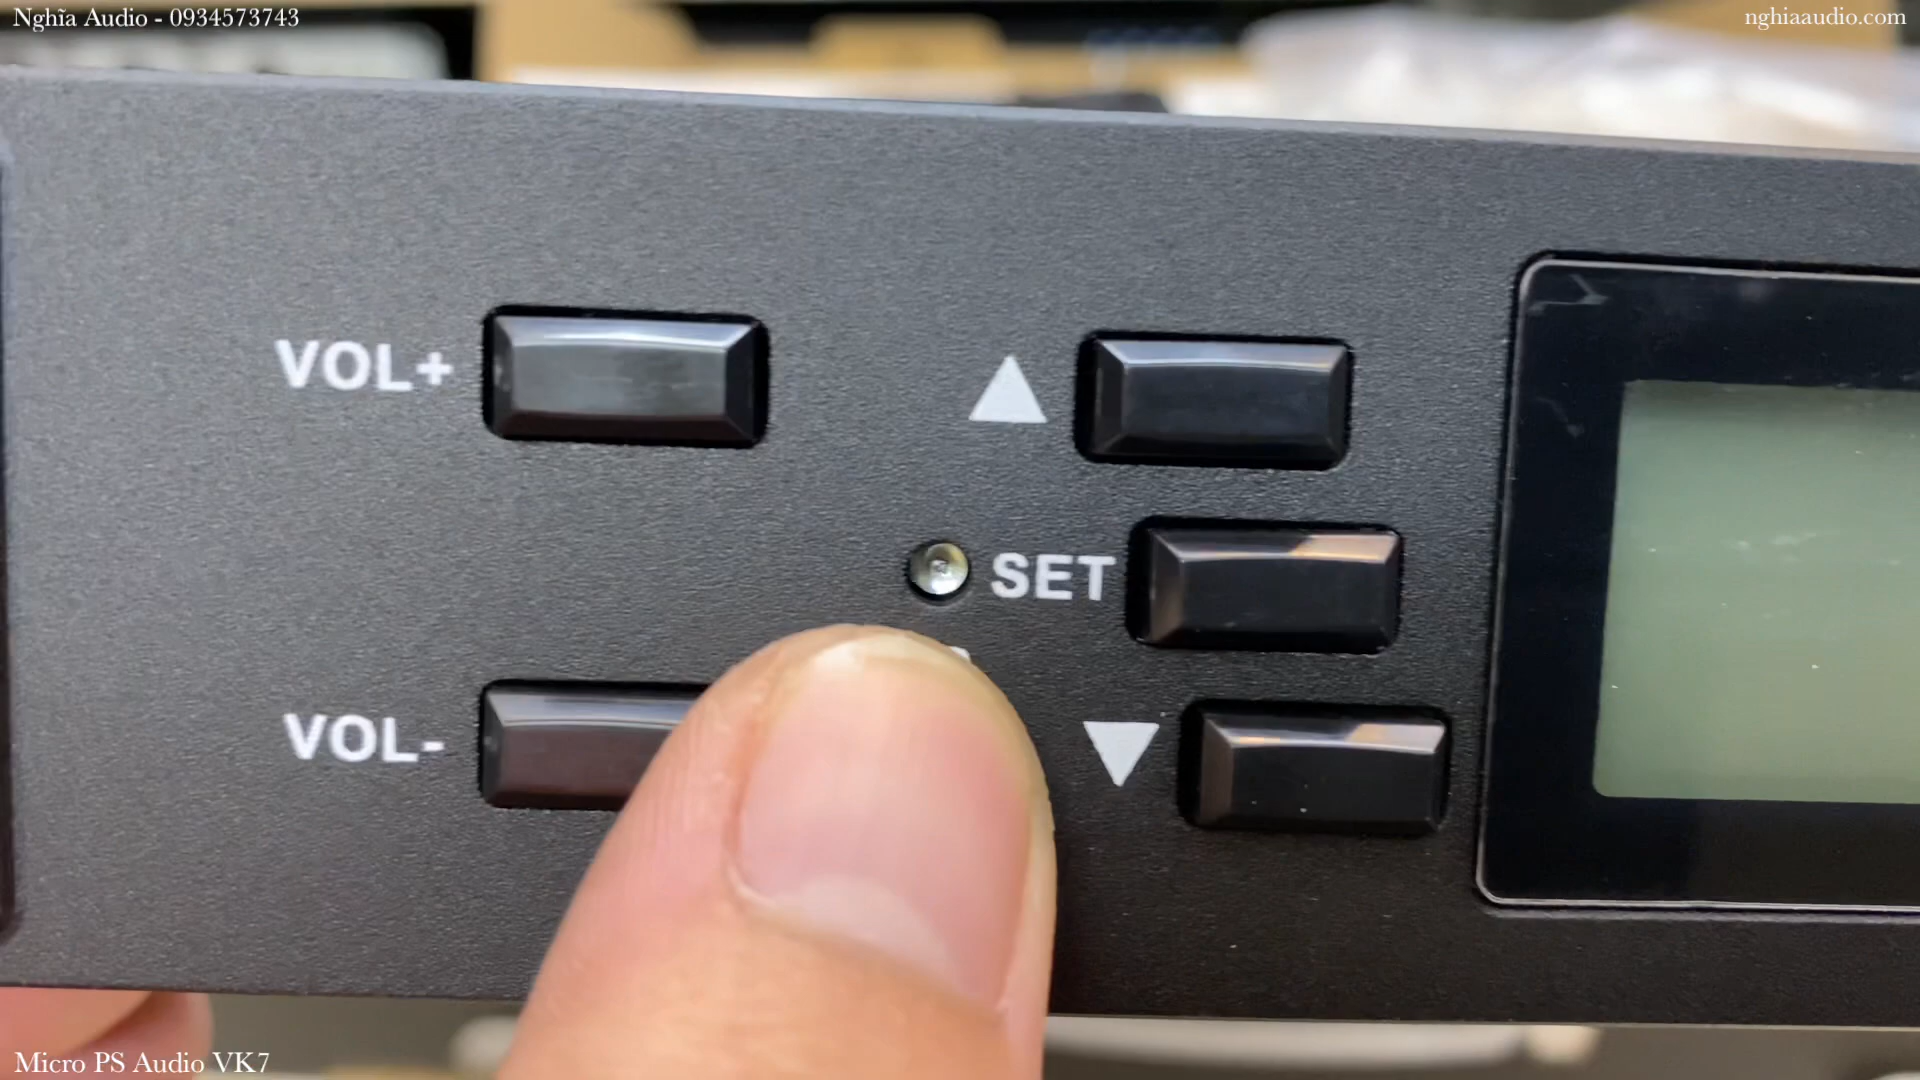 Nghĩa Audio - 0934573743
nghiaaudio.com
VOL+
SET
VOL-
Micro PS Audio VK7